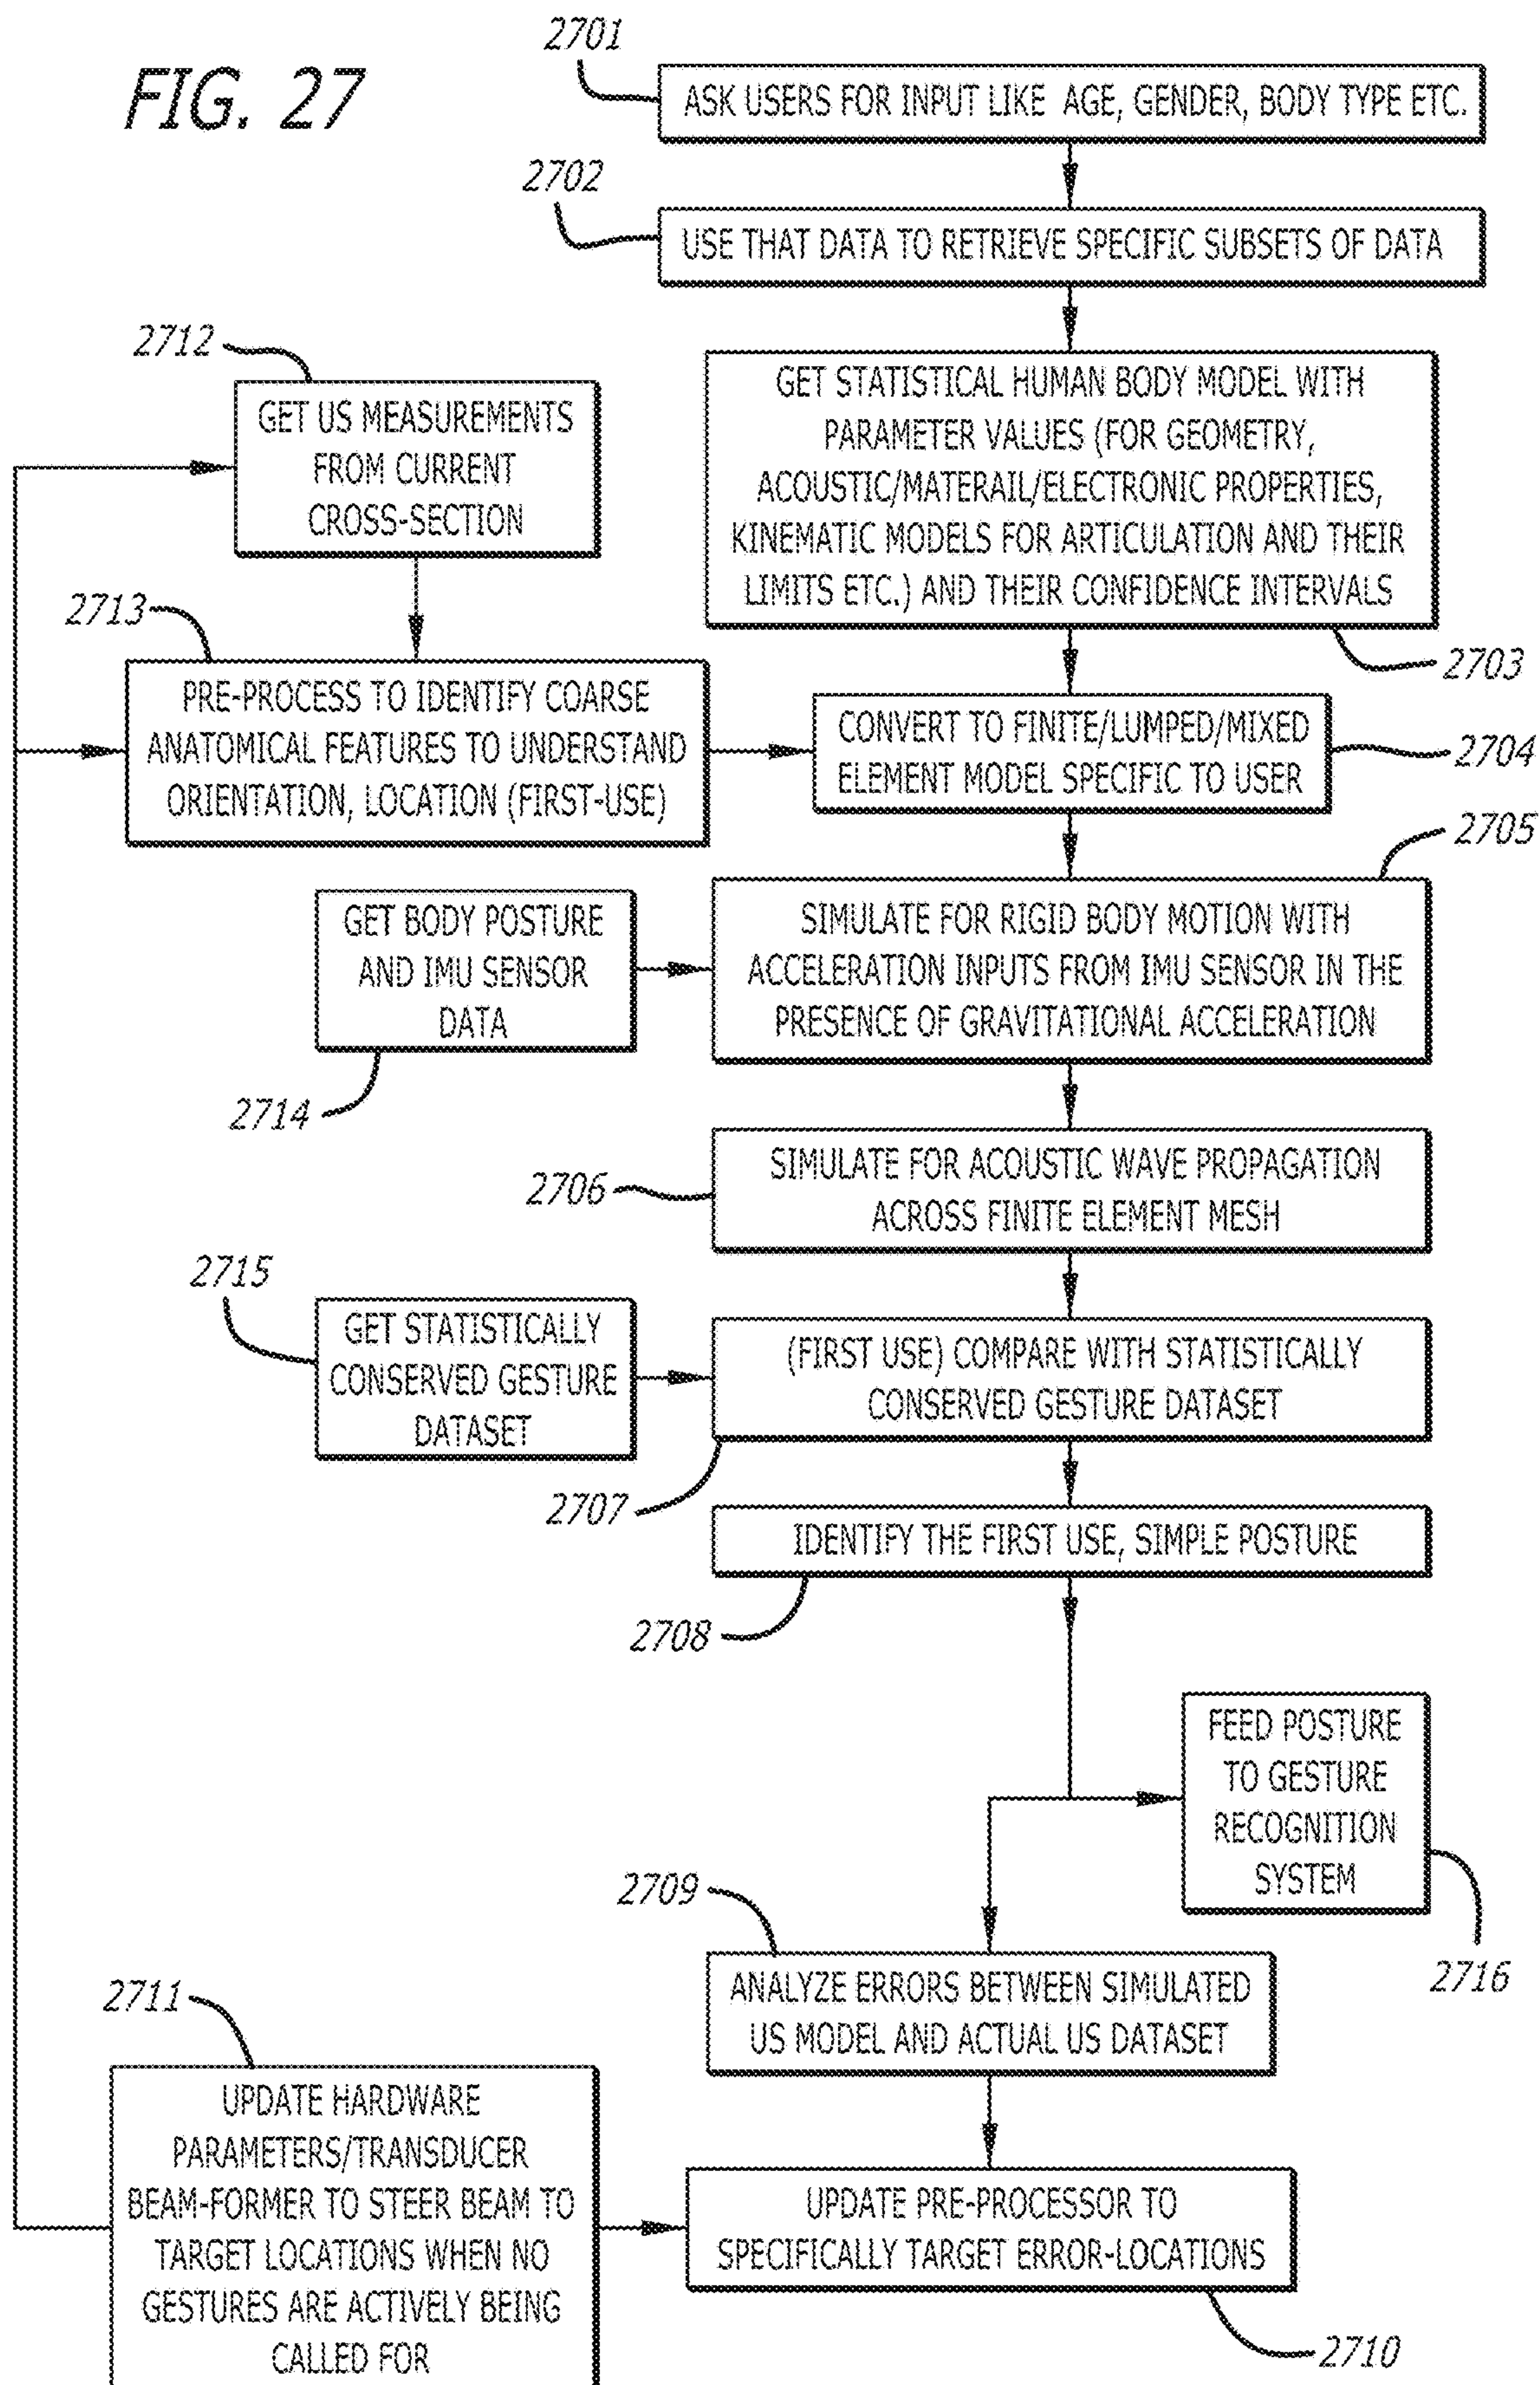 FIG. 27
2701
ASK USERS FOR INPUT LIKE AGE, GENDER, BODY TYPE ETC.
2702
USE THAT DATA TO RETRIEVE SPECIFIC SUBSETS OF DATA
GET STATISTICAL HUMAN BODY MODEL WITH
PARAMETER VALUES (FOR GEOMETRY,
ACOUSTIC/MATERAIL/ELECTRONIC PROPERTIES,
KINEMATIC MODELS FOR ARTICULATION AND THEIR
LIMITS ETC.) AND THEIR CONFIDENCE INTERVALS
2703
2712
GET US MEASUREMENTS
FROM CURRENT
CROSS-SECTION
2713
PRE-PROCESS TO IDENTIFY COARSE
ANATOMICAL FEATURES TO UNDERSTAND
ORIENTATION, LOCATION (FIRST-USE)
CONVERT TO FINITE/LUMPED/MIXED
ELEMENT MODEL SPECIFIC TO USER
2704
2705
GET BODY POSTURE
AND IMU SENSOR
DATA
2714
SIMULATE FOR RIGID BODY MOTION WITH
ACCELERATION INPUTS FROM IMU SENSOR IN THE
PRESENCE OF GRAVITATIONAL ACCELERATION
2706
SIMULATE FOR ACOUSTIC WAVE PROPAGATION
ACROSS FINITE ELEMENT MESH
2715
GET STATISTICALLY
CONSERVED GESTURE
DATASET
(FIRST USE) COMPARE WITH STATISTICALLY
CONSERVED GESTURE DATASET
2707
IDENTIFY THE FIRST USE, SIMPLE POSTURE
2708
FEED POSTURE
TO GESTURE
RECOGNITION
SYSTEM
2716
2709
ANALYZE ERRORS BETWEEN SIMULATED
US MODEL AND ACTUAL US DATASET
2711
UPDATE HARDWARE
PARAMETERS/TRANSDUCER
BEAM-FORMER TO STEER BEAM TO
TARGET LOCATIONS WHEN NO
GESTURES ARE ACTIVELY BEING
CALLED FOR
UPDATE PRE-PROCESSOR TO
SPECIFICALLY TARGET ERROR-LOCATIONS
2710